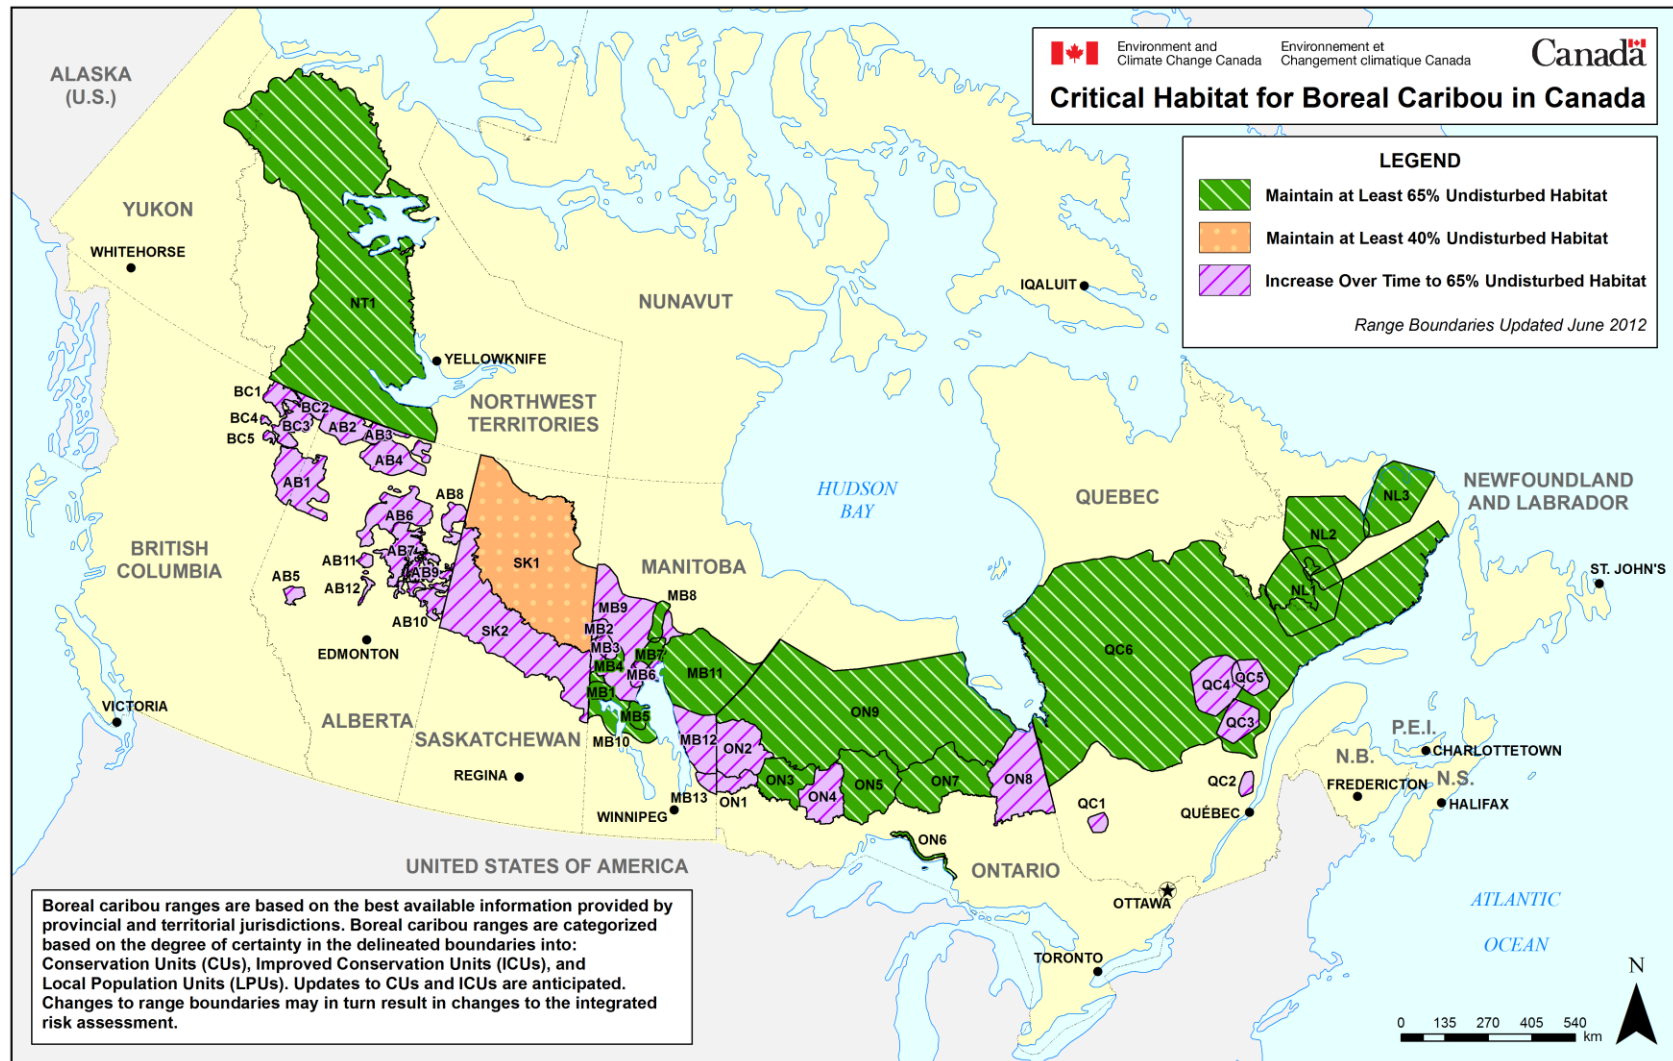 Environment and
Climate Change Canada
Environnement et
Changement climatique Canada
Canada
Critical Habitat for Boreal Caribou in Canada
LEGEND
Maintain at Least 65% Undisturbed Habitat
Maintain at Least 40% Undisturbed Habitat
Increase Over Time to 65% Undisturbed Habitat
Range Boundaries Updated June 2012
ALASKA
(U.S.)
YUKON
WHITEHORSE
NT1
NUNAVUT
IQALUIT
YELLOWKNIFE
NORTHWEST
TERRITORIES
BC1
BC2
BC4
BC3
BC5
AB2
AB3
AB4
AB1
AB8
AB6
AB7
AB11
AB9
AB5
AB12
AB10
BRITISH
COLUMBIA
EDMONTON
VICTORIA
ALBERTA
SK1
SK2
SASKATCHEWAN
REGINA
MANITOBA
MB8
MB9
MB2
MB3
MB7
MB4
MB6
MB1
MB5
MB10
MB11
MB12
MB13
WINNIPEG
HUDSON
BAY
ON9
ON2
ON1
ON3
ON4
ON5
ON7
ON8
ON6
ONTARIO
OTTAWA
TORONTO
QUEBEC
QC6
QC4
QC5
QC3
QC2
QC1
QUÉBEC
NL3
NL2
NL1
NEWFOUNDLAND
AND LABRADOR
ST. JOHN'S
P.E.I.
CHARLOTTETOWN
N.B.
FREDERICTON
N.S.
HALIFAX
UNITED STATES OF AMERICA
ATLANTIC
OCEAN
Boreal caribou ranges are based on the best available information provided by
provincial and territorial jurisdictions. Boreal caribou ranges are categorized
based on the degree of certainty in the delineated boundaries into:
Conservation Units (CUs), Improved Conservation Units (ICUs), and
Local Population Units (LPUs). Updates to CUs and ICUs are anticipated.
Changes to range boundaries may in turn result in changes to the integrated
risk assessment.
N
0 135 270 405 540
km